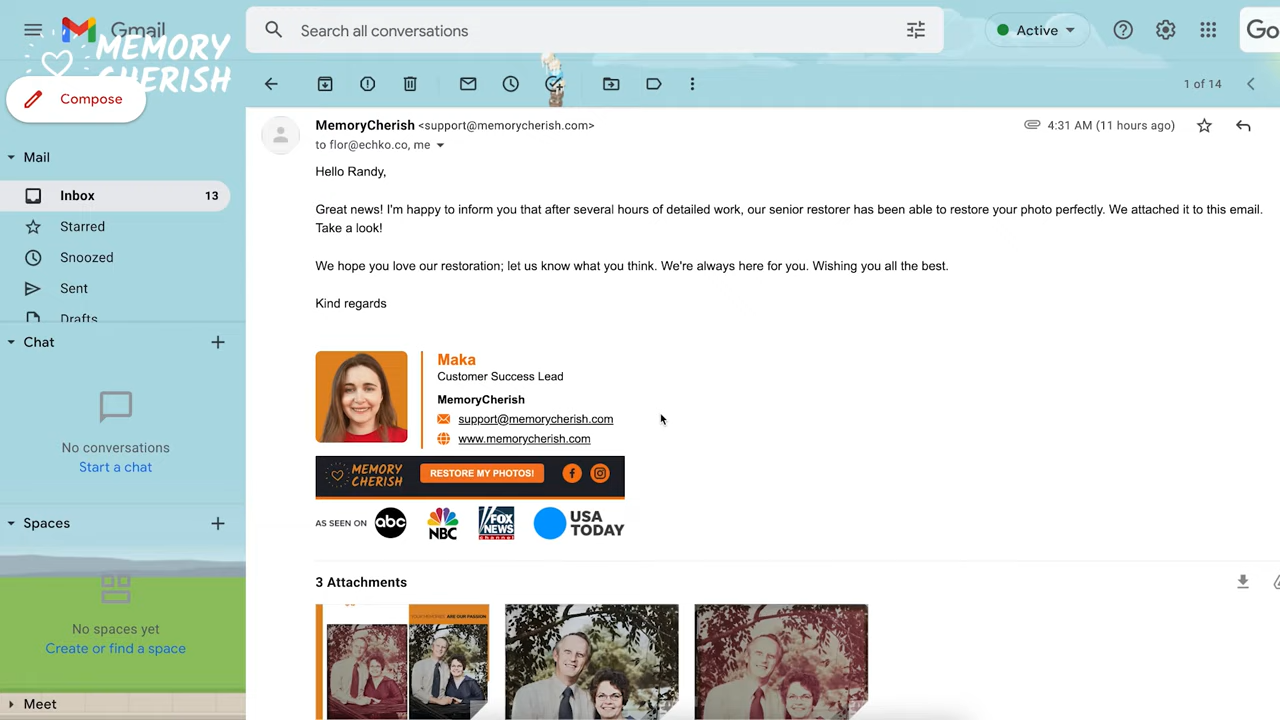 Gmail
MEMORY
CHERISH
Search all conversations
Active
Go
Compose
1 of 14
Mail
Inbox 13
Starred
Snoozed
Sent
Drafts
Chat
No conversations
Start a chat
Spaces
No spaces yet
Create or find a space
Meet
MemoryCherish <support@memorycherish.com>
4:31 AM (11 hours ago)
to flor@echko.co, me
Hello Randy,
Great news! I'm happy to inform you that after several hours of detailed work, our senior restorer has been able to restore your photo perfectly. We attached it to this email.
Take a look!
We hope you love our restoration; let us know what you think. We're always here for you. Wishing you all the best.
Kind regards
Maka
Customer Success Lead
MemoryCherish
support@memorycherish.com
www.memorycherish.com
MEMORY
CHERISH
RESTORE MY PHOTOS!
AS SEEN ON
abc
NBC
FOX
NEWS
channel
USA
TODAY
3 Attachments
YOUR MEMORIES, ARE OUR PASSION